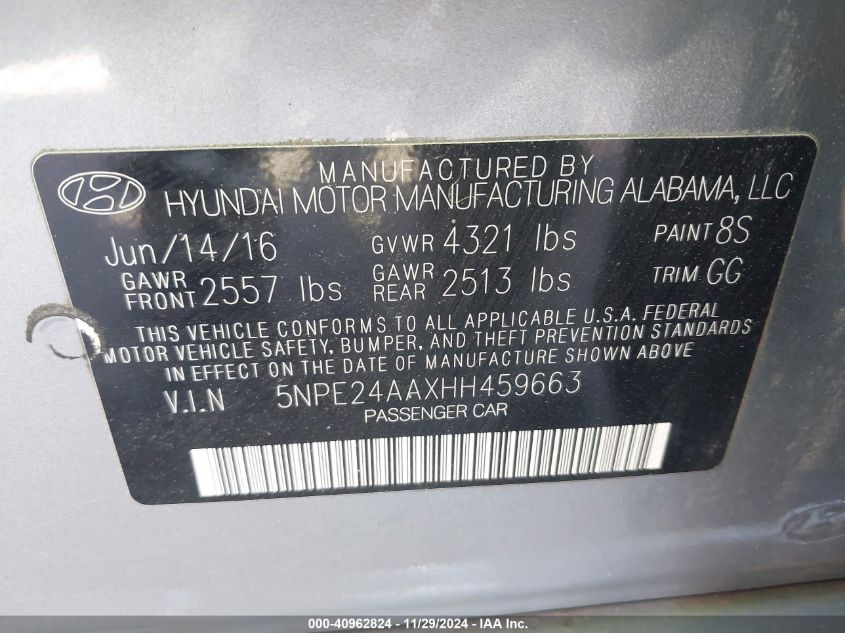 MANUFACTURED BY
HYUNDAI MOTOR MANUFACTURING ALABAMA, LLC
Jun/14/16 GVWR 4321 lbs PAINT 8S
GAWR FRONT 2557 lbs GAWR REAR 2513 lbs TRIM GG
THIS VEHICLE CONFORMS TO ALL APPLICABLE U.S.A. FEDERAL
MOTOR VEHICLE SAFETY, BUMPER, AND THEFT PREVENTION STANDARDS
IN EFFECT ON THE DATE OF MANUFACTURE SHOWN ABOVE
V.I.N 5NPE24AAXHH459663
PASSENGER CAR
000-40962824 - 11/29/2024 - IAA Inc.